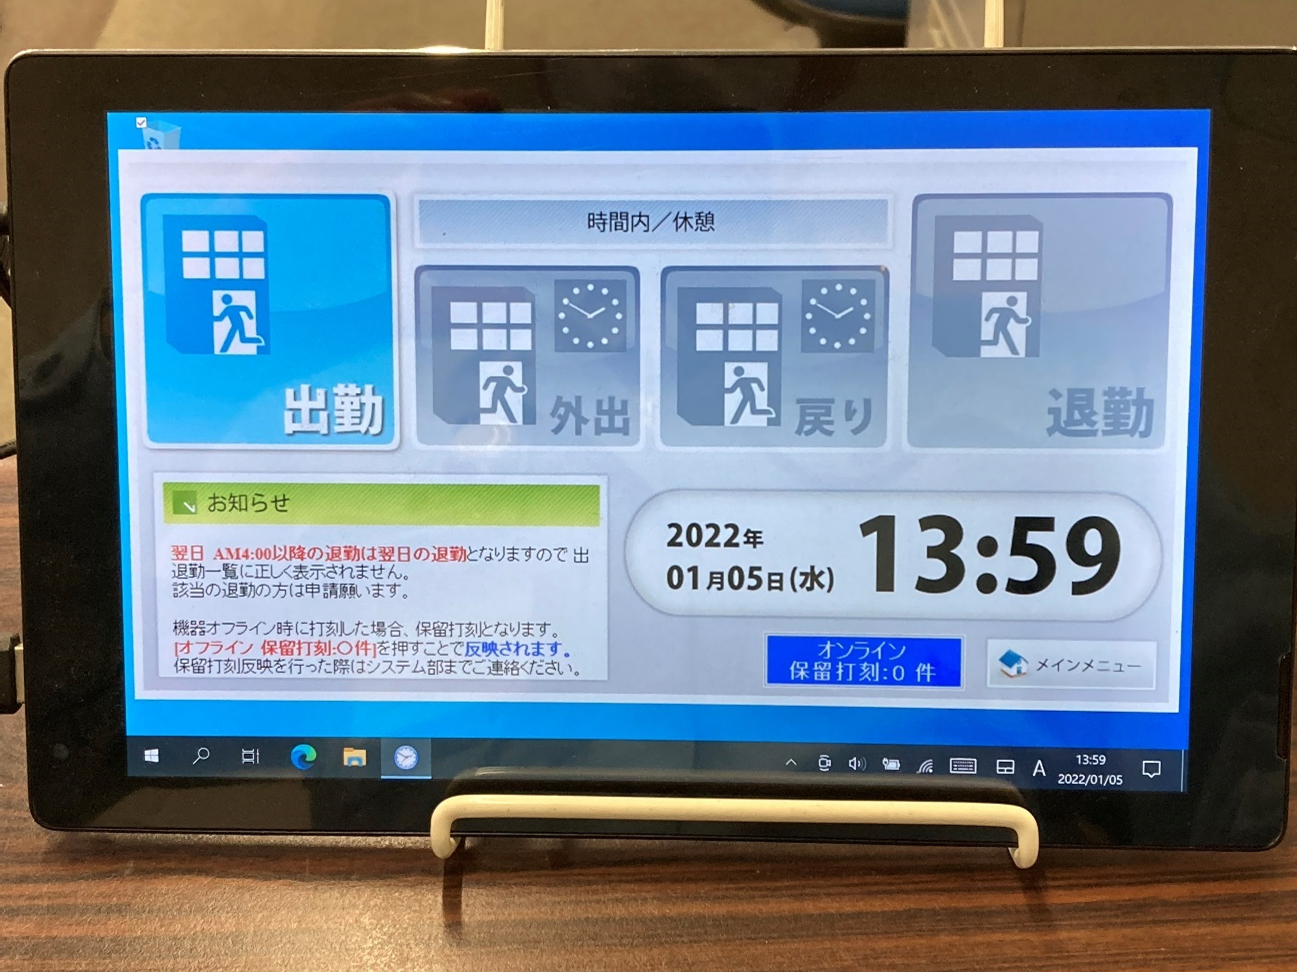 時間内／休憩
出勤
外出
戻り
退勤
お知らせ
翌日 AM4:00以降の退勤は翌日の退勤となりますので 出
退勤一覧に正しく表示されません。
該当の退勤の方は申請願います。
機器オフライン時に打刻した場合、保留打刻となります。
[オフライン 保留打刻:〇件]を押すことで反映されます。
保留打刻反映を行った際はシステム部までご連絡ください。
2022年
01月05日(水)
13:59
オンライン
保留打刻:0 件
メインメニュー
A
13:59
2022/01/05